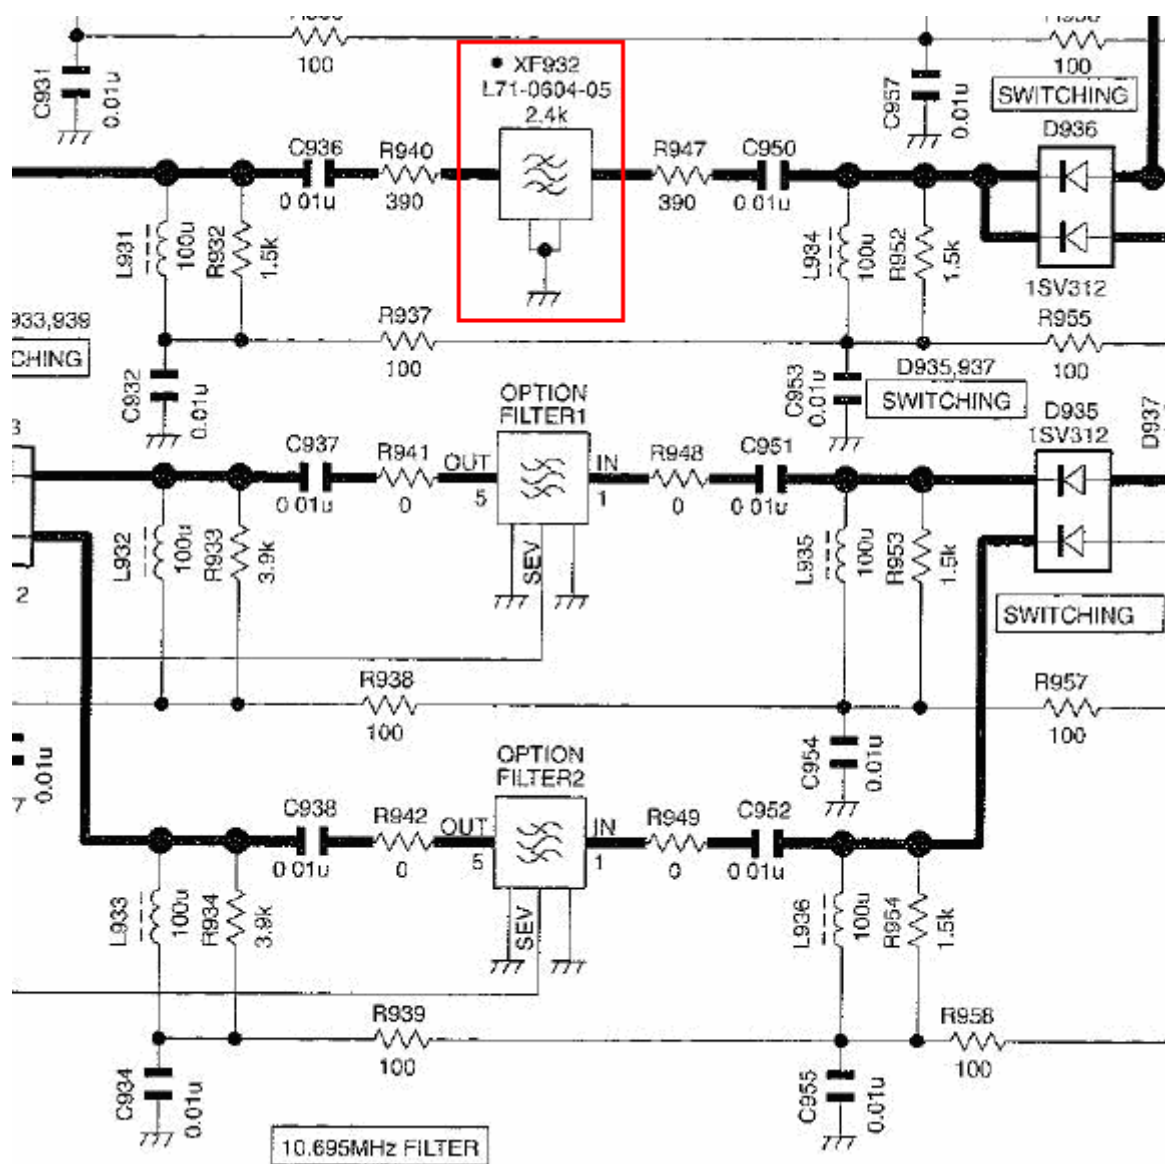 100
100
C931
0.01u
XF932
L71-0604-05
2.4k
C957
0.01u
SWITCHING
D936
C936
0.01u
R940
390
R947
390
C950
0.01u
L931
100u
R932
1.5k
L934
100u
R952
1.5k
1SV312
933,939
CHING
R937
100
R955
100
C932
0.01u
C953
0.01u
D935,937
SWITCHING
OPTION
FILTER1
D935
1SV312
D937
3
C937
0.01u
R941
0
OUT
5
IN
1
R948
0
C951
0.01u
L932
100u
R933
3.9k
SEV
L935
100u
R953
1.5k
2
SWITCHING
R938
100
R957
100
0.01u
7
C954
0.01u
OPTION
FILTER2
C938
0.01u
R942
0
OUT
5
IN
1
R949
0
C952
0.01u
L933
100u
R934
3.9k
SEV
L936
100u
R954
1.5k
R939
100
R958
100
C934
0.01u
C955
0.01u
10.695MHz FILTER